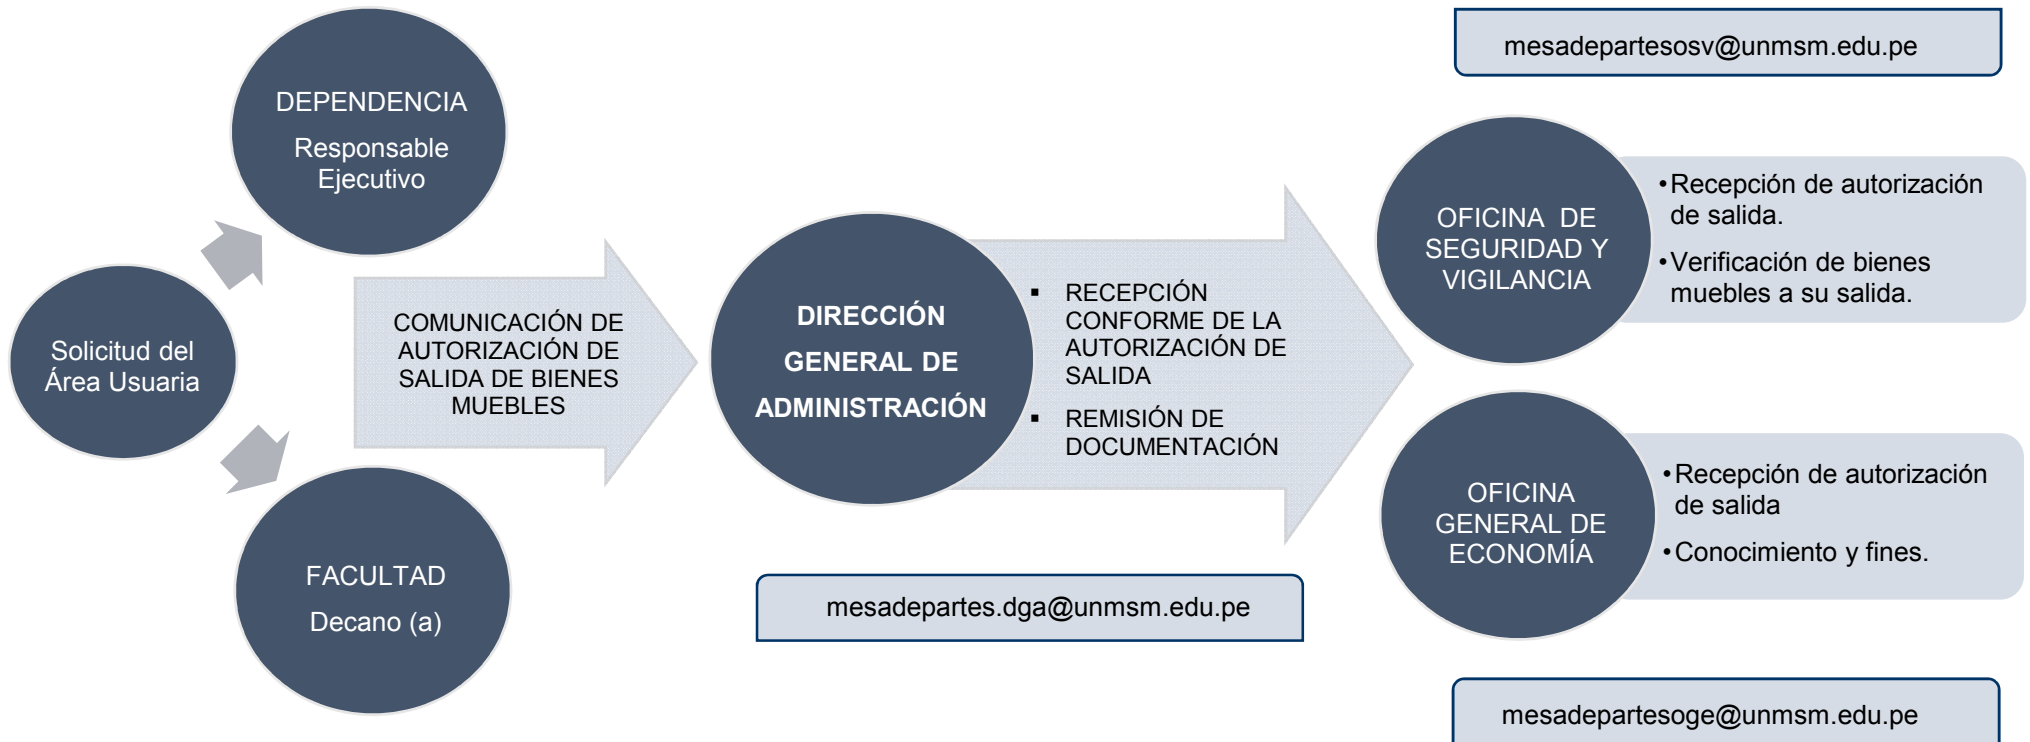 mesadepartesosv@unmsm.edu.pe
DEPENDENCIA
Responsable
Ejecutivo
Solicitud del
Área Usuaria
FACULTAD
Decano (a)
COMUNICACIÓN DE
AUTORIZACIÓN DE
SALIDA DE BIENES
MUEBLES
DIRECCIÓN
GENERAL DE
ADMINISTRACIÓN
▪ RECEPCIÓN
CONFORME DE LA
AUTORIZACIÓN DE
SALIDA
▪ REMISIÓN DE
DOCUMENTACIÓN
mesadepartes.dga@unmsm.edu.pe
OFICINA DE
SEGURIDAD Y
VIGILANCIA
•Recepción de autorización
de salida.
•Verificación de bienes
muebles a su salida.
OFICINA
GENERAL DE
ECONOMÍA
•Recepción de autorización
de salida
•Conocimiento y fines.
mesadepartesoge@unmsm.edu.pe